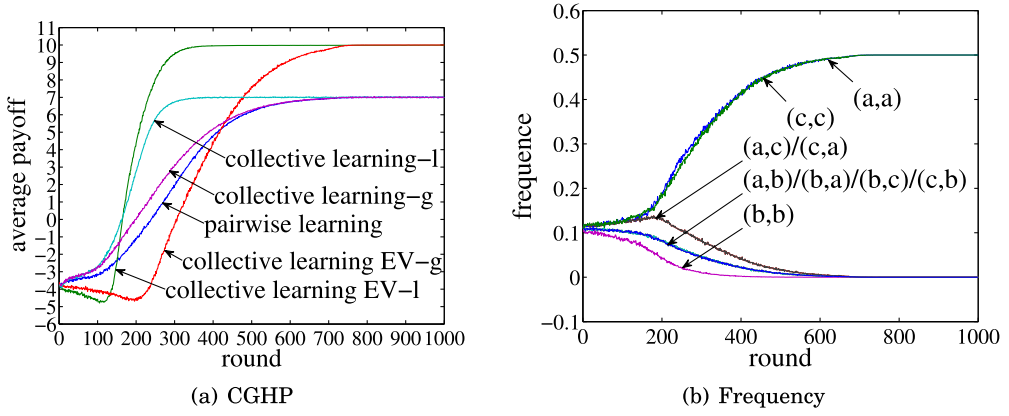 11
10
9
8
7
6
5
4
3
2
1
0
−1
−2
−3
−4
−5
−6
average payoff
collective learning−l
collective learning−g
pairwise learning
collective learning EV−g
collective learning EV−l
0 100 200 300 400 500 600 700 800 900 1000
round
(a) CGHP
0.6
0.5
0.4
0.3
0.2
0.1
0
−0.1
frequence
(a,a)
(c,c)
(a,c)/(c,a)
(a,b)/(b,a)/(b,c)/(c,b)
(b,b)
0 200 400 600 800 1000
round
(b) Frequency